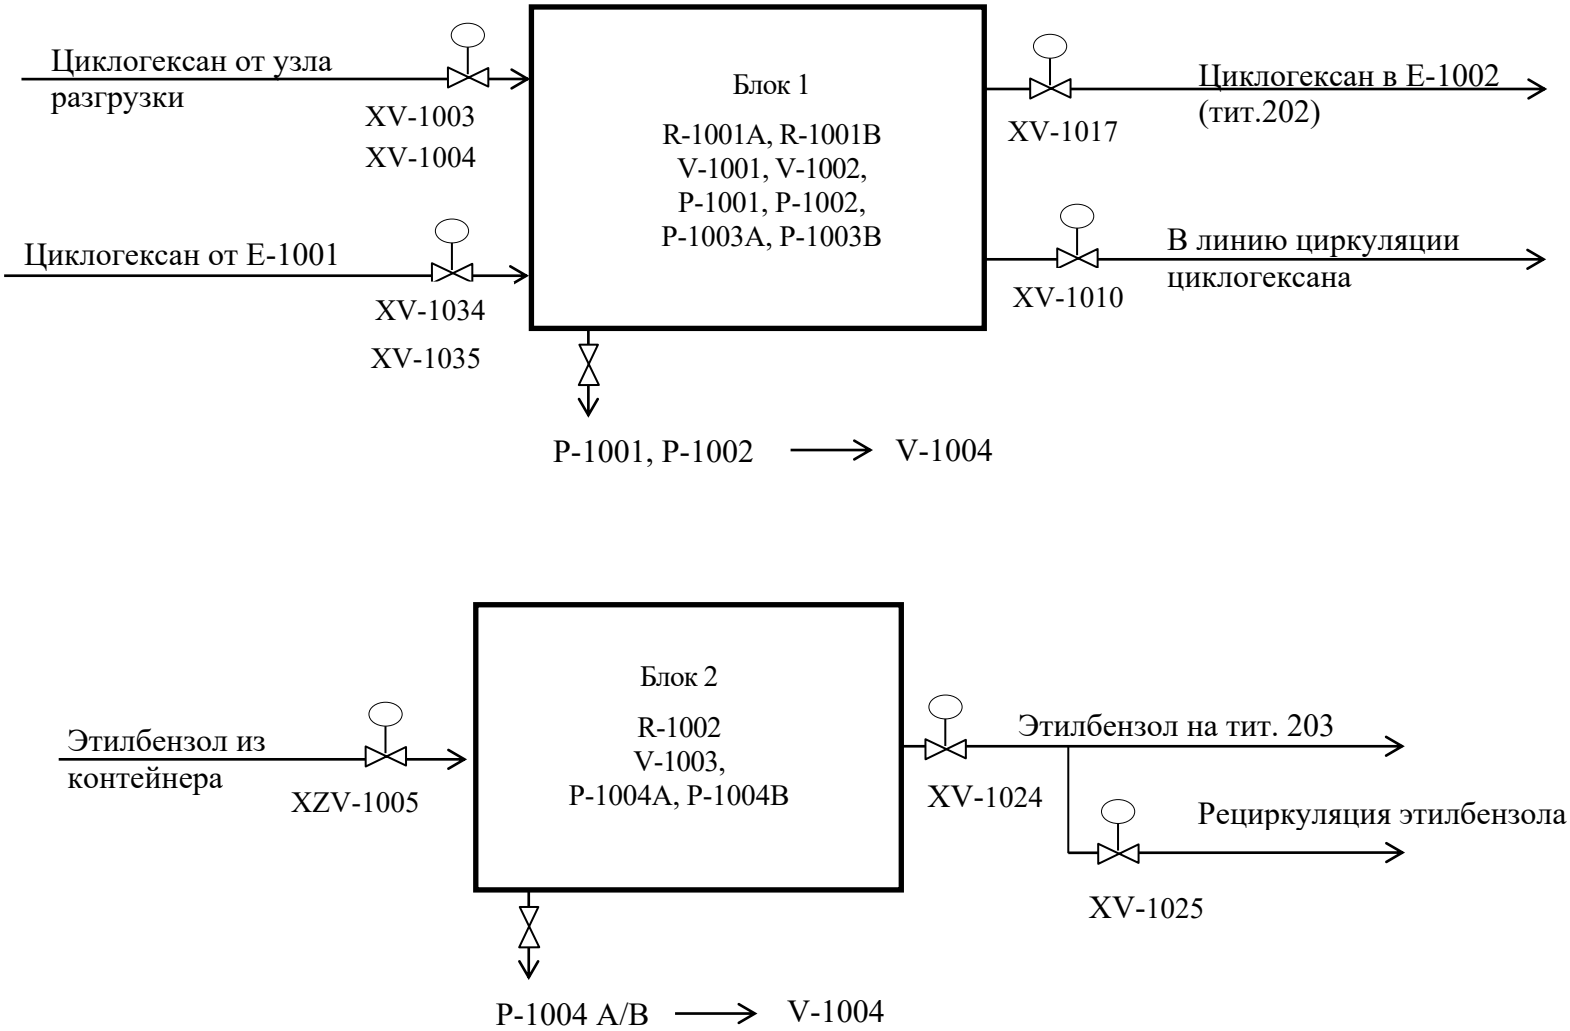 Циклогексан от узла
разгрузки
XV-1003
XV-1004
Циклогексан от Е-1001
XV-1034
XV-1035
Блок 1
R-1001A, R-1001B
V-1001, V-1002,
P-1001, P-1002,
P-1003A, P-1003B
XV-1017
Циклогексан в Е-1002
(тит.202)
XV-1010
В линию циркуляции
циклогексана
P-1001, P-1002
V-1004
Этилбензол из
контейнера
XZV-1005
Блок 2
R-1002
V-1003,
P-1004A, P-1004B
XV-1024
Этилбензол на тит. 203
Рециркуляция этилбензола
XV-1025
P-1004 A/B
V-1004